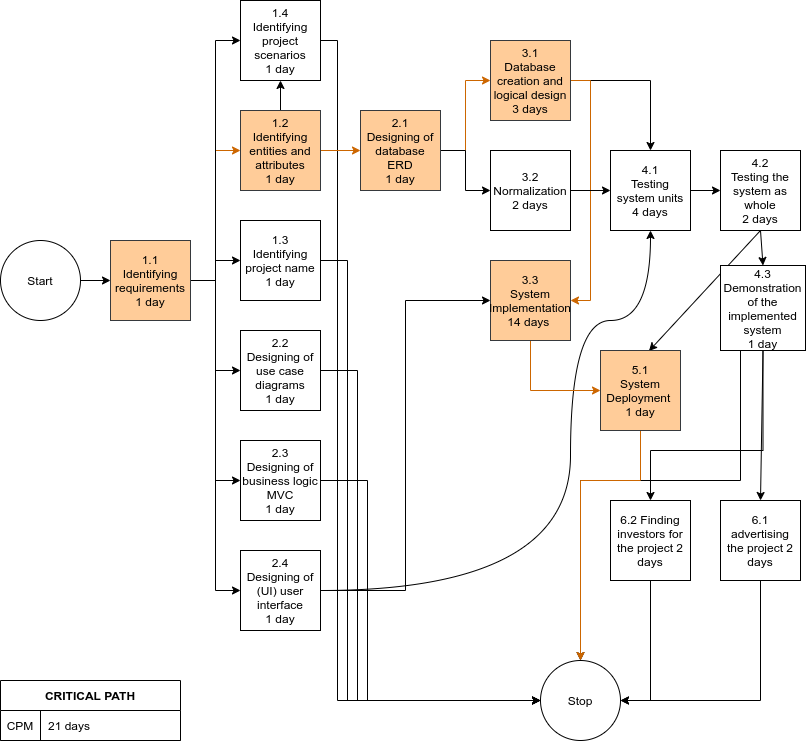 1.4
Identifying
project
scenarios
1 day
1.2
Identifying
entities and
attributes
1 day
2.1
Designing of
database
ERD
1 day
3.1
Database
creation and
logical design
3 days
3.2
Normalization
2 days
4.1
Testing
system units
4 days
4.2
Testing the
system as
whole
2 days
Start
1.1
Identifying
requirements
1 day
1.3
Identifying
project name
1 day
3.3
System
Implementation
14 days
4.3
Demonstration
of the
implemented
system
1 day
2.2
Designing of
use case
diagrams
1 day
5.1
System
Deployment
1 day
2.3
Designing of
business logic
MVC
1 day
6.2 Finding
investors for
the project 2
days
6.1
advertising
the project 2
days
2.4
Designing of
(UI) user
interface
1 day
Stop
CRITICAL PATH
CPM 21 days